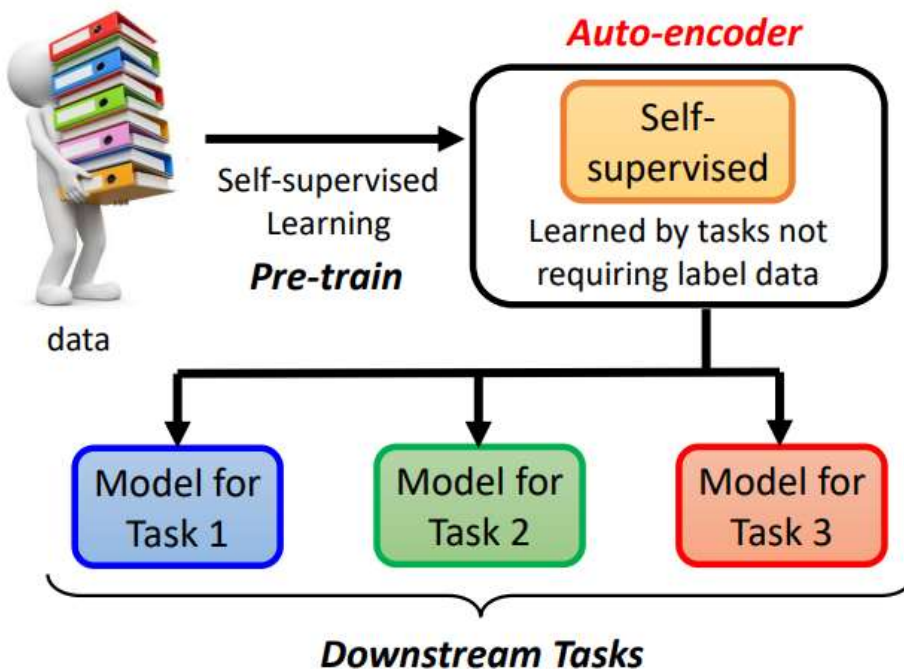 Auto-encoder
Self-
supervised
Learned by tasks not
requiring label data
Self-supervised
Learning
Pre-train
data
Model for
Task 1
Model for
Task 2
Model for
Task 3
Downstream Tasks